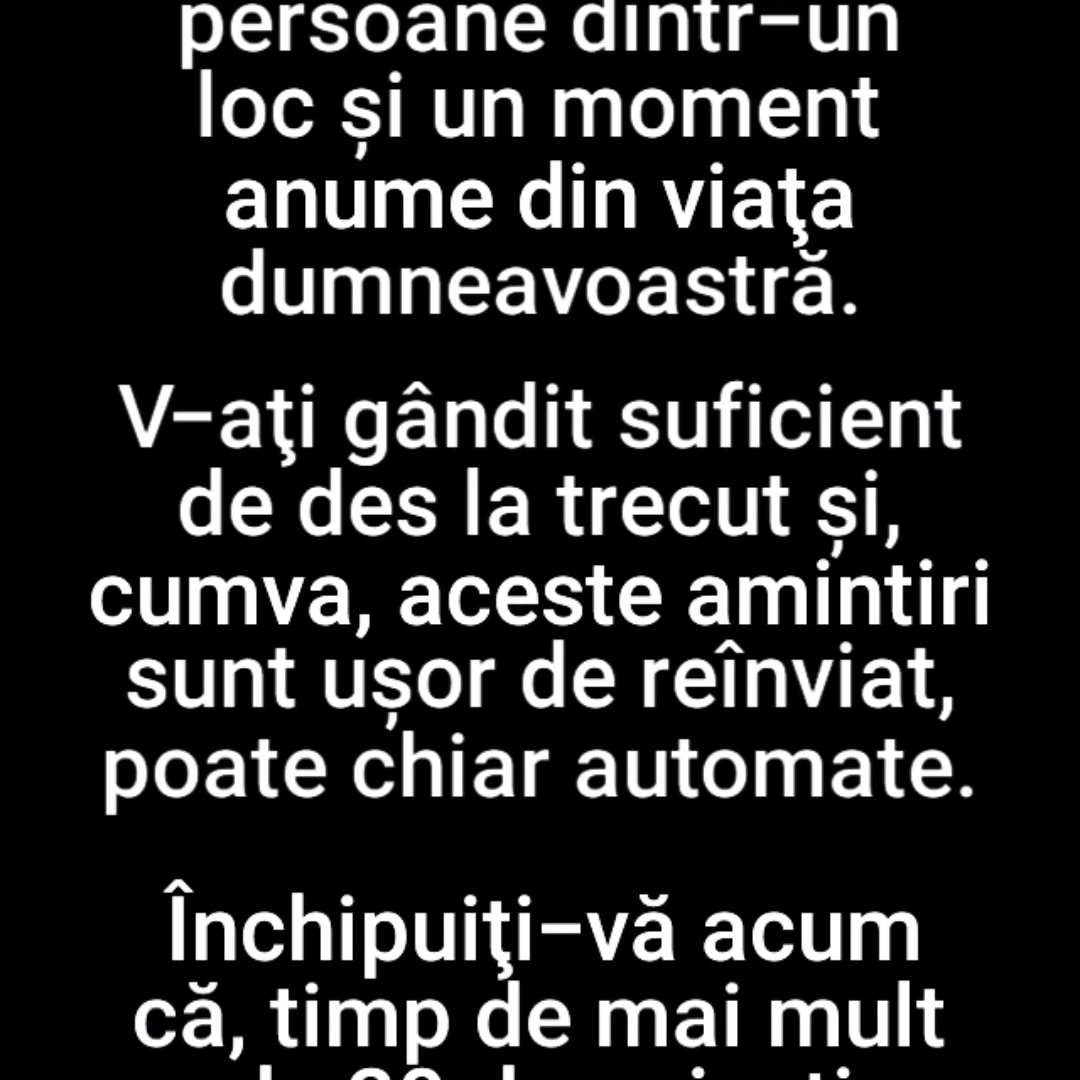 persoane dintr-un
loc și un moment
anume din viaţa
dumneavoastră.
V-aţi gândit suficient
de des la trecut și,
cumva, aceste amintiri
sunt ușor de reînviat,
poate chiar automate.
Închipuiţi-vă acum
că, timp de mai mult